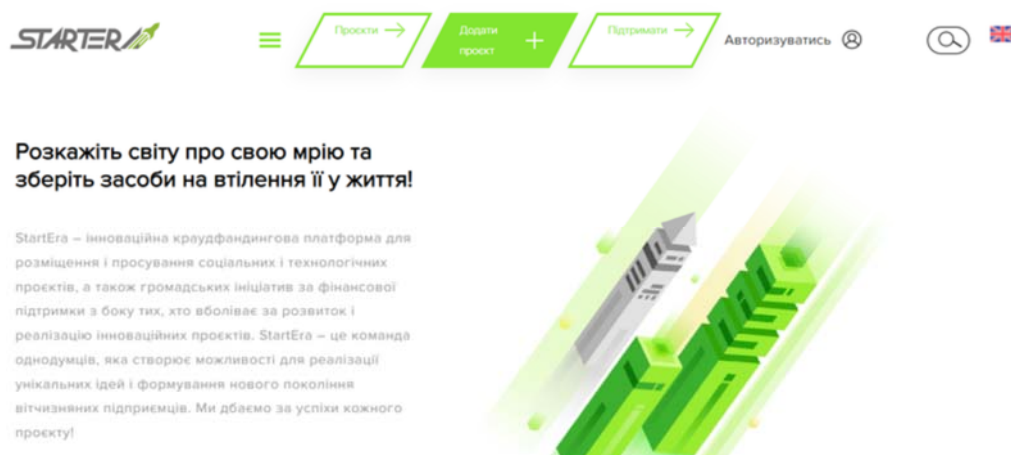 STARTERA
Проєкти
Додати
проєкт
Підтримати
Авторизуватись
Розкажіть світу про свою мрію та
зберіть засоби на втілення її у життя!
StartEra – інноваційна краудфандингова платформа для
розміщення і просування соціальних і технологічних
проєктів, а також громадських ініціатив за фінансової
підтримки з боку тих, хто вболіває за розвиток і
реалізацію інноваційних проєктів. StartEra – це команда
однодумців, яка створює можливості для реалізації
унікальних ідей і формування нового покоління
вітчизняних підприємців. Ми дбаємо за успіхи кожного
проєкту!